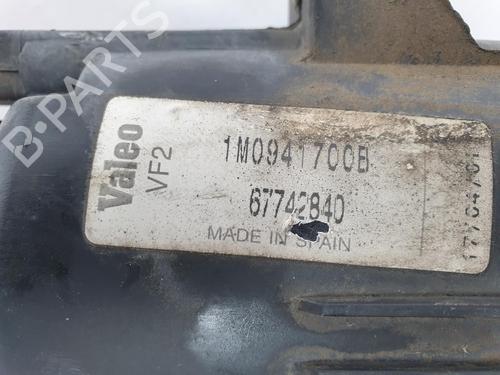 B-PARTS
Valeo
VF2
1M0941700B
67742840
MADE IN SPAIN